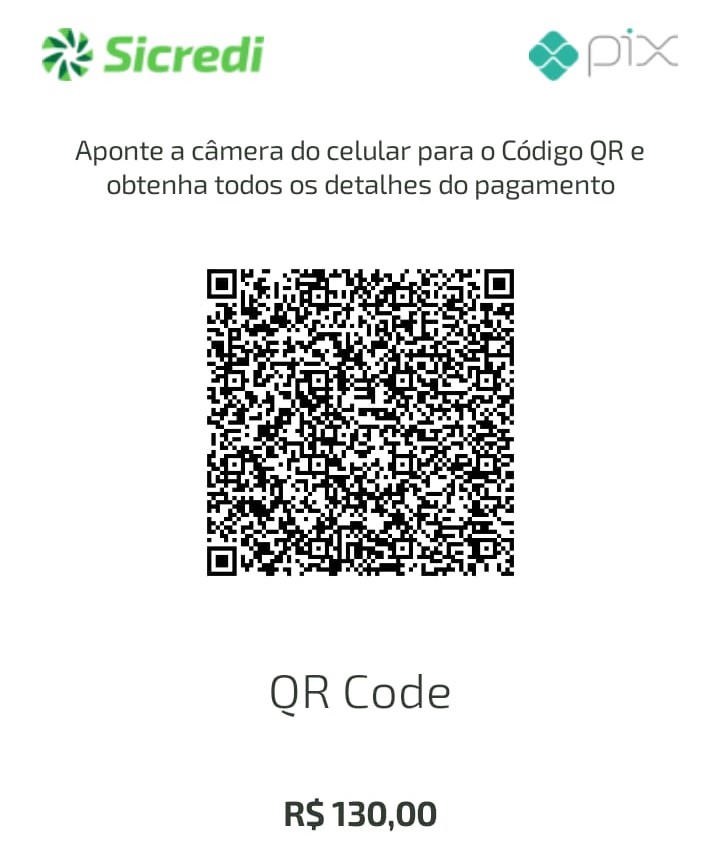 Sicredi pix
Aponte a câmera do celular para o Código QR e
obtenha todos os detalhes do pagamento
QR Code
R$ 130,00